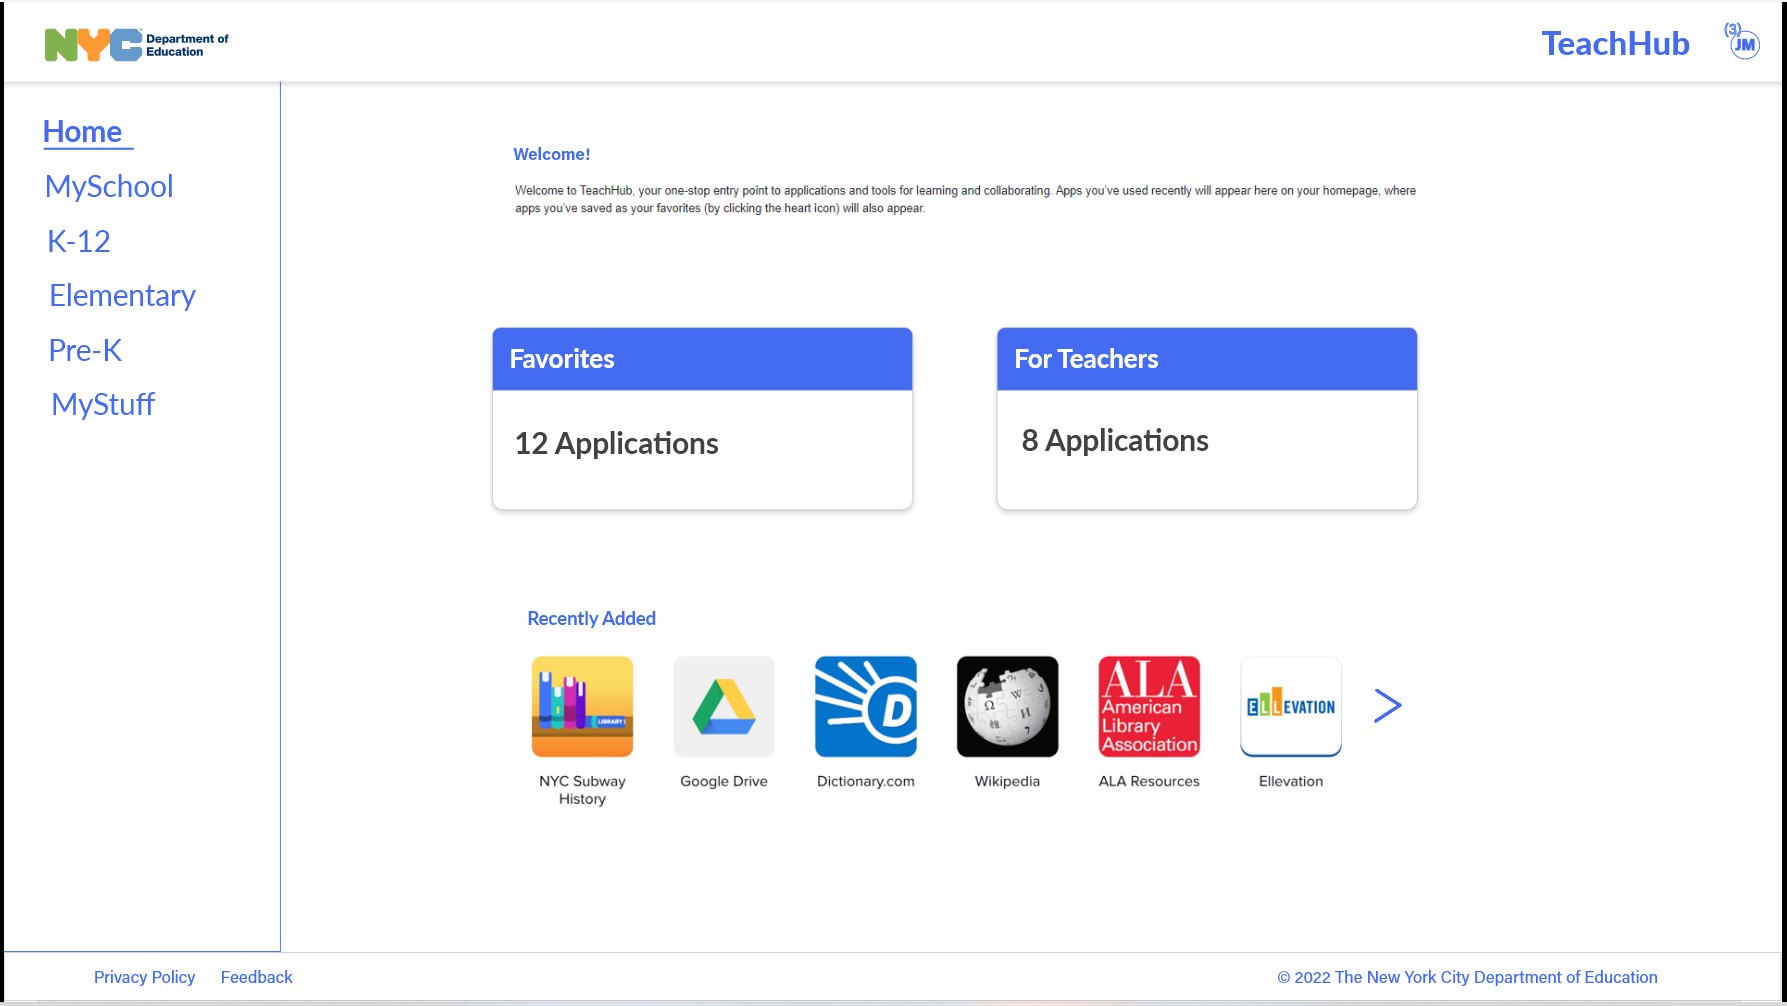 NYC Department of
Education
TeachHub
(3)
JM
Home
MySchool
K-12
Elementary
Pre-K
MyStuff
Welcome!
Welcome to TeachHub, your one-stop entry point to applications and tools for learning and collaborating. Apps you've used recently will appear here on your homepage, where
apps you've saved as your favorites (by clicking the heart icon) will also appear.
Favorites
12 Applications
For Teachers
8 Applications
Recently Added
LIBRARY
D
Ω W И
維 7
ALA
American
Library
Association
ELLEVATION
NYC Subway
History
Google Drive
Dictionary.com
Wikipedia
ALA Resources
Ellevation
Privacy Policy
Feedback
© 2022 The New York City Department of Education